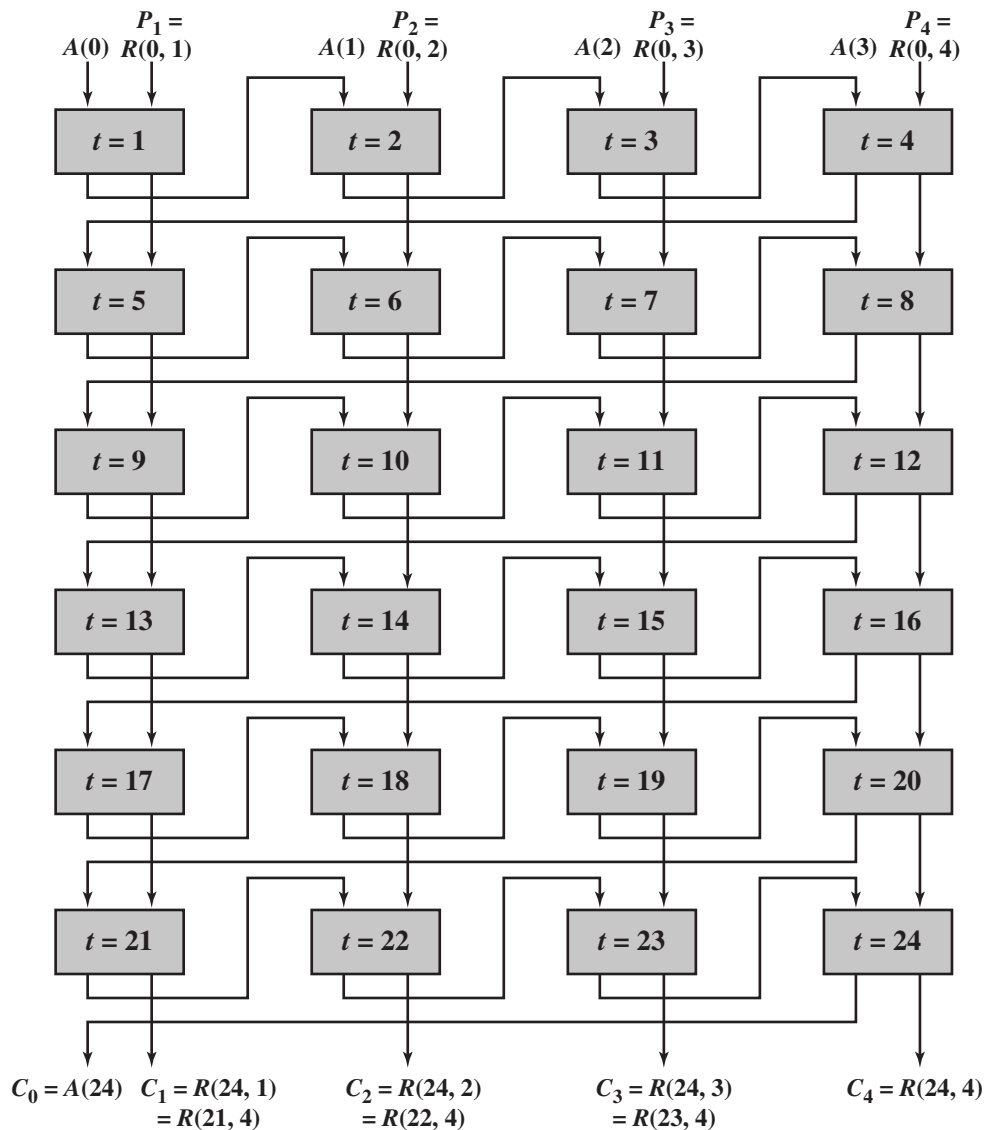 P1 = P2 = P3 = P4 =
A(0) R(0, 1) A(1) R(0, 2) A(2) R(0, 3) A(3) R(0, 4)
t = 1 t = 2 t = 3 t = 4
t = 5 t = 6 t = 7 t = 8
t = 9 t = 10 t = 11 t = 12
t = 13 t = 14 t = 15 t = 16
t = 17 t = 18 t = 19 t = 20
t = 21 t = 22 t = 23 t = 24
C0 = A(24) C1 = R(24, 1) C2 = R(24, 2) C3 = R(24, 3) C4 = R(24, 4)
= R(21, 4) = R(22, 4) = R(23, 4)